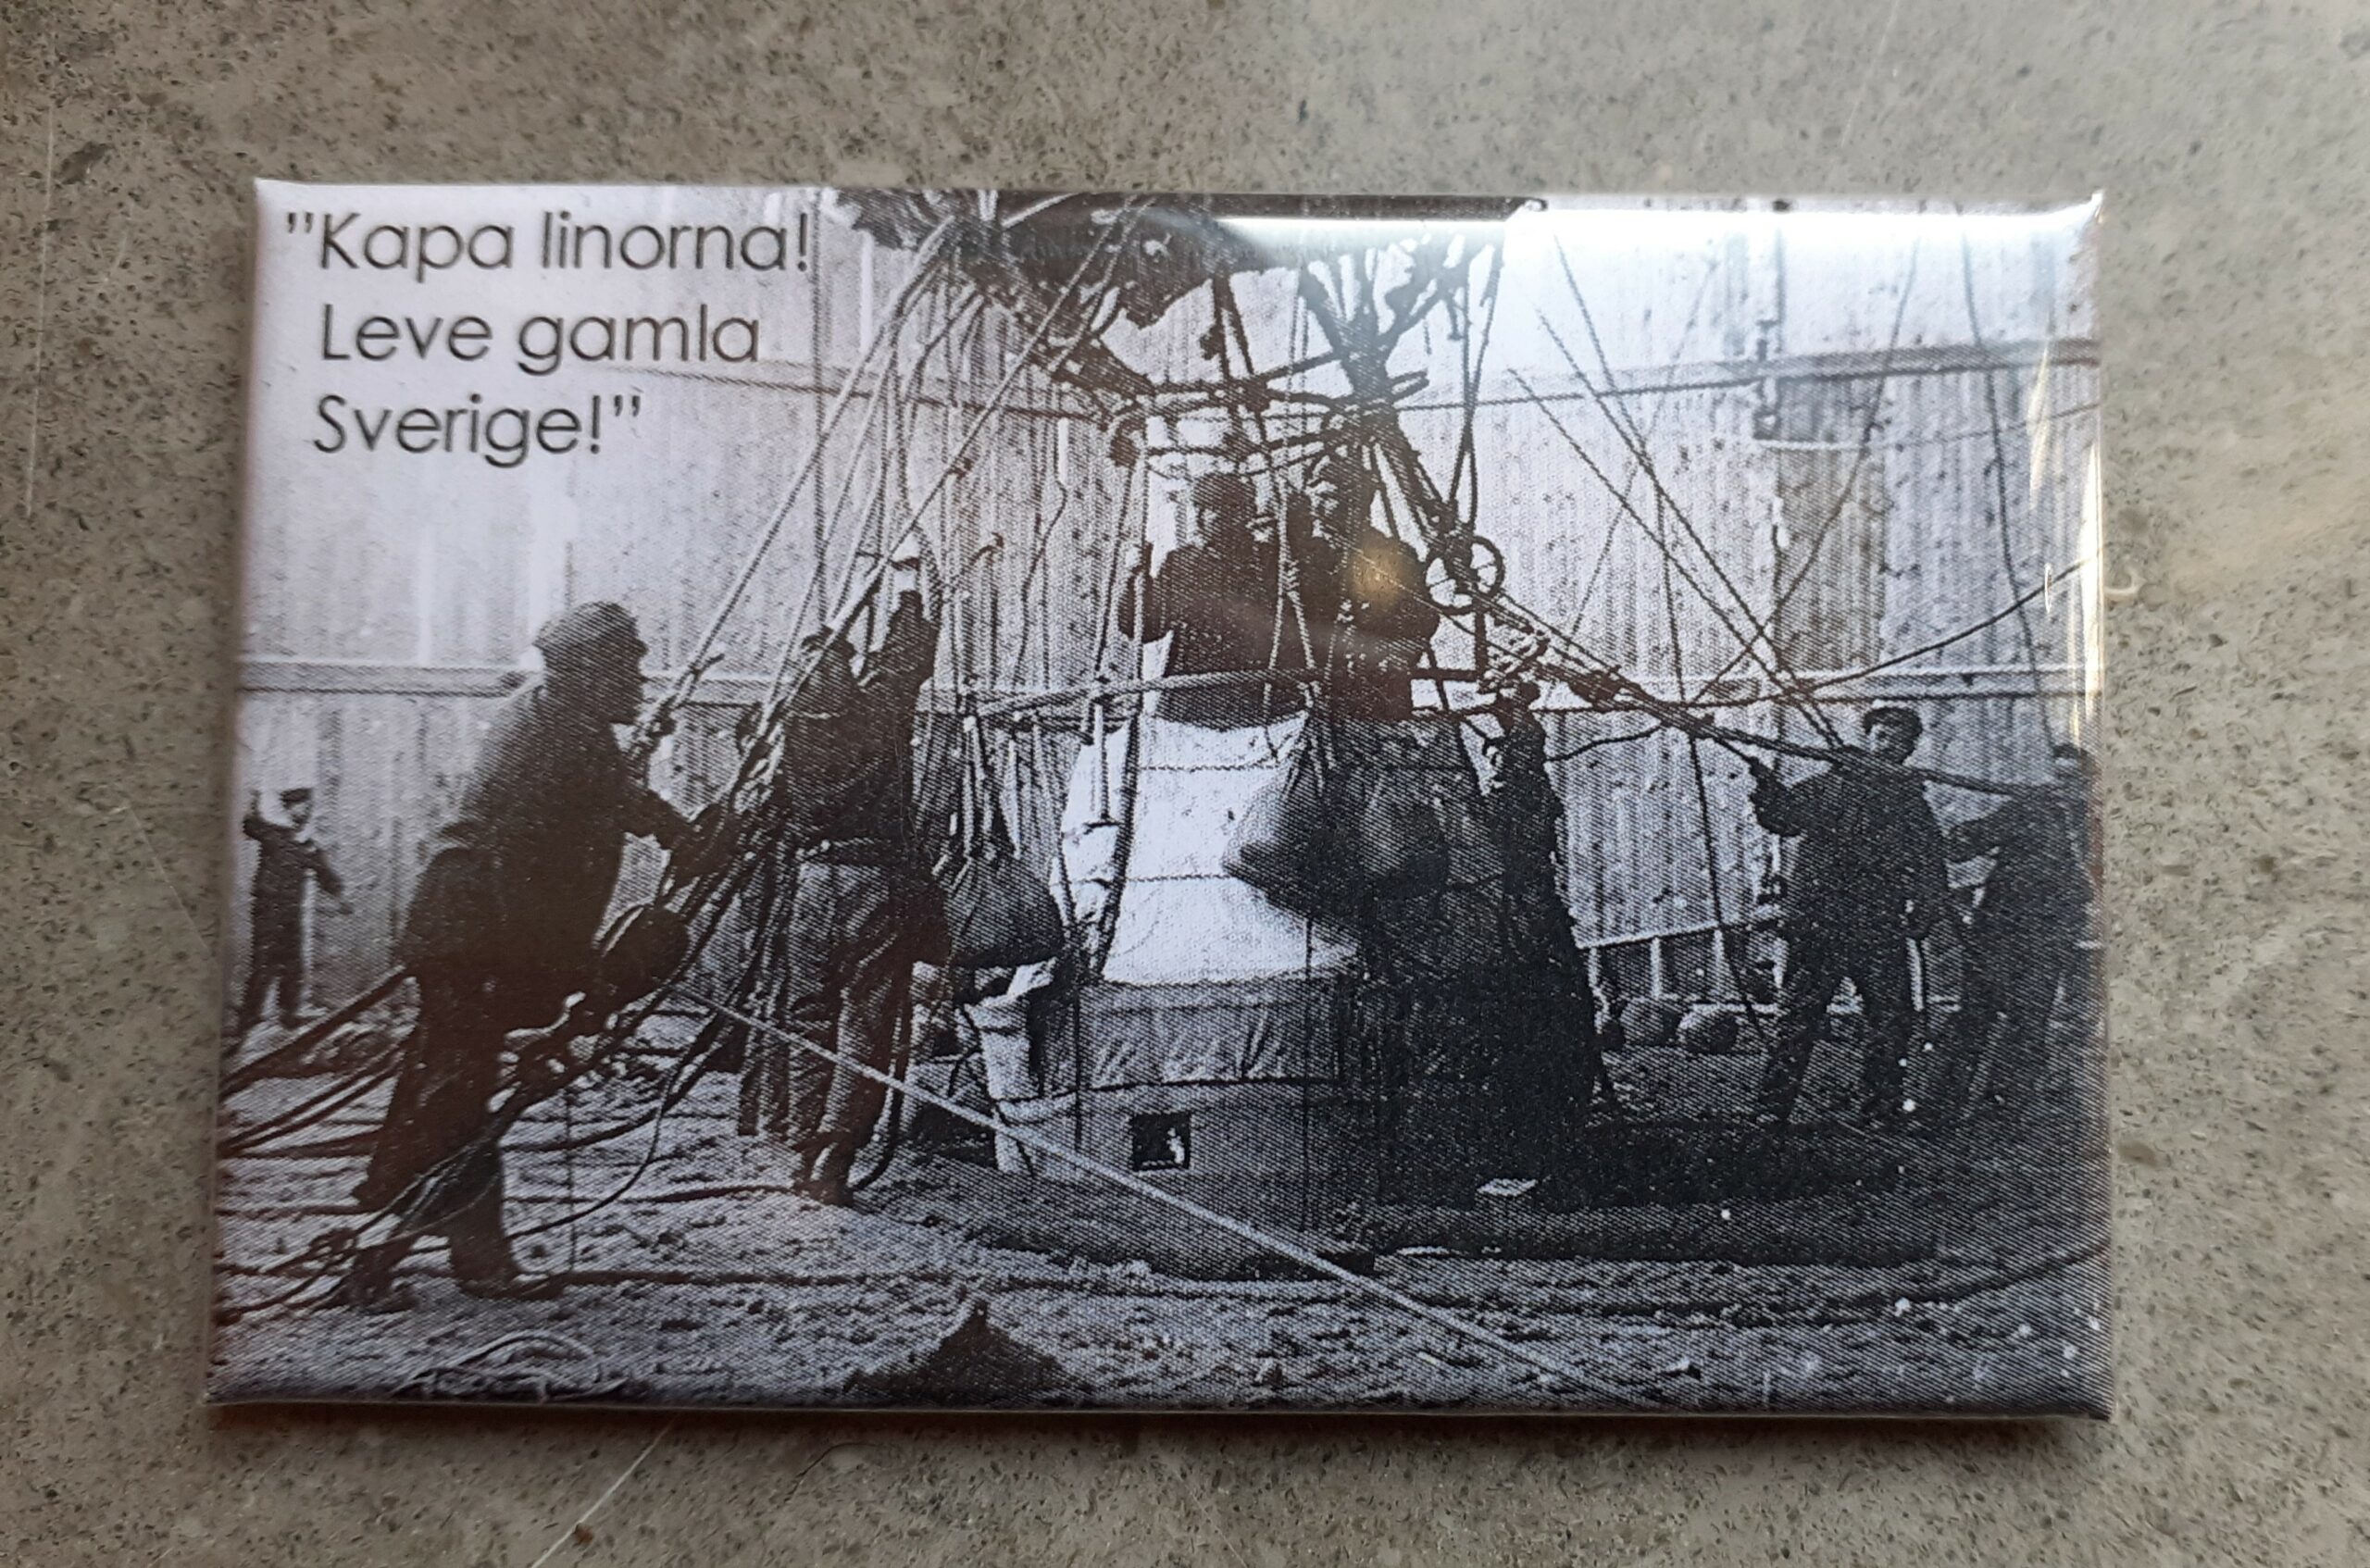 ”Kapa linorna!
Leve gamla
Sverige!”